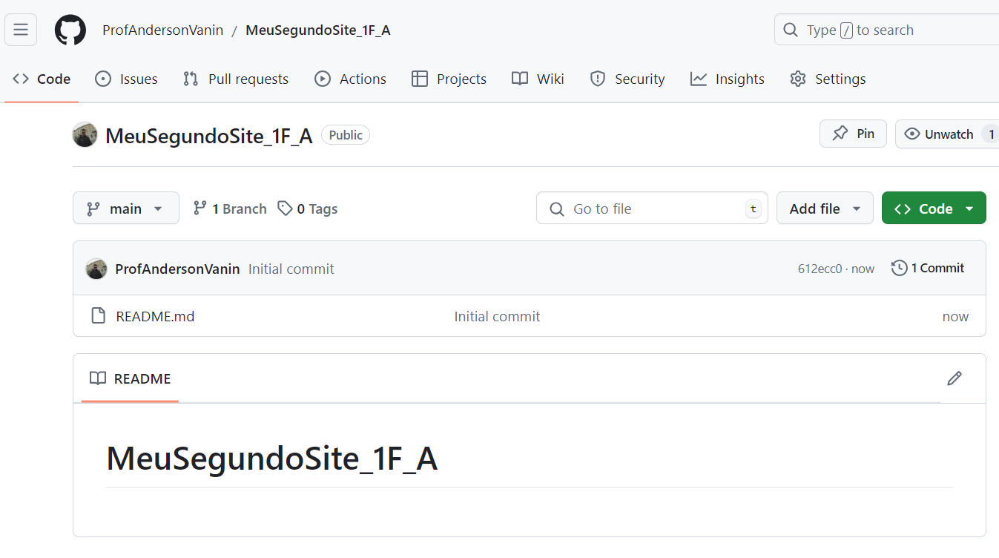 ProfAndersonVanin / MeuSegundoSite_1F_A Type / to search
Code Issues Pull requests Actions Projects Wiki Security Insights Settings
MeuSegundoSite_1F_A Public Pin Unwatch 1
main 1 Branch 0 Tags Go to file t Add file Code
ProfAndersonVanin Initial commit 612ecc0 · now 1 Commit
README.md Initial commit now
README
MeuSegundoSite_1F_A